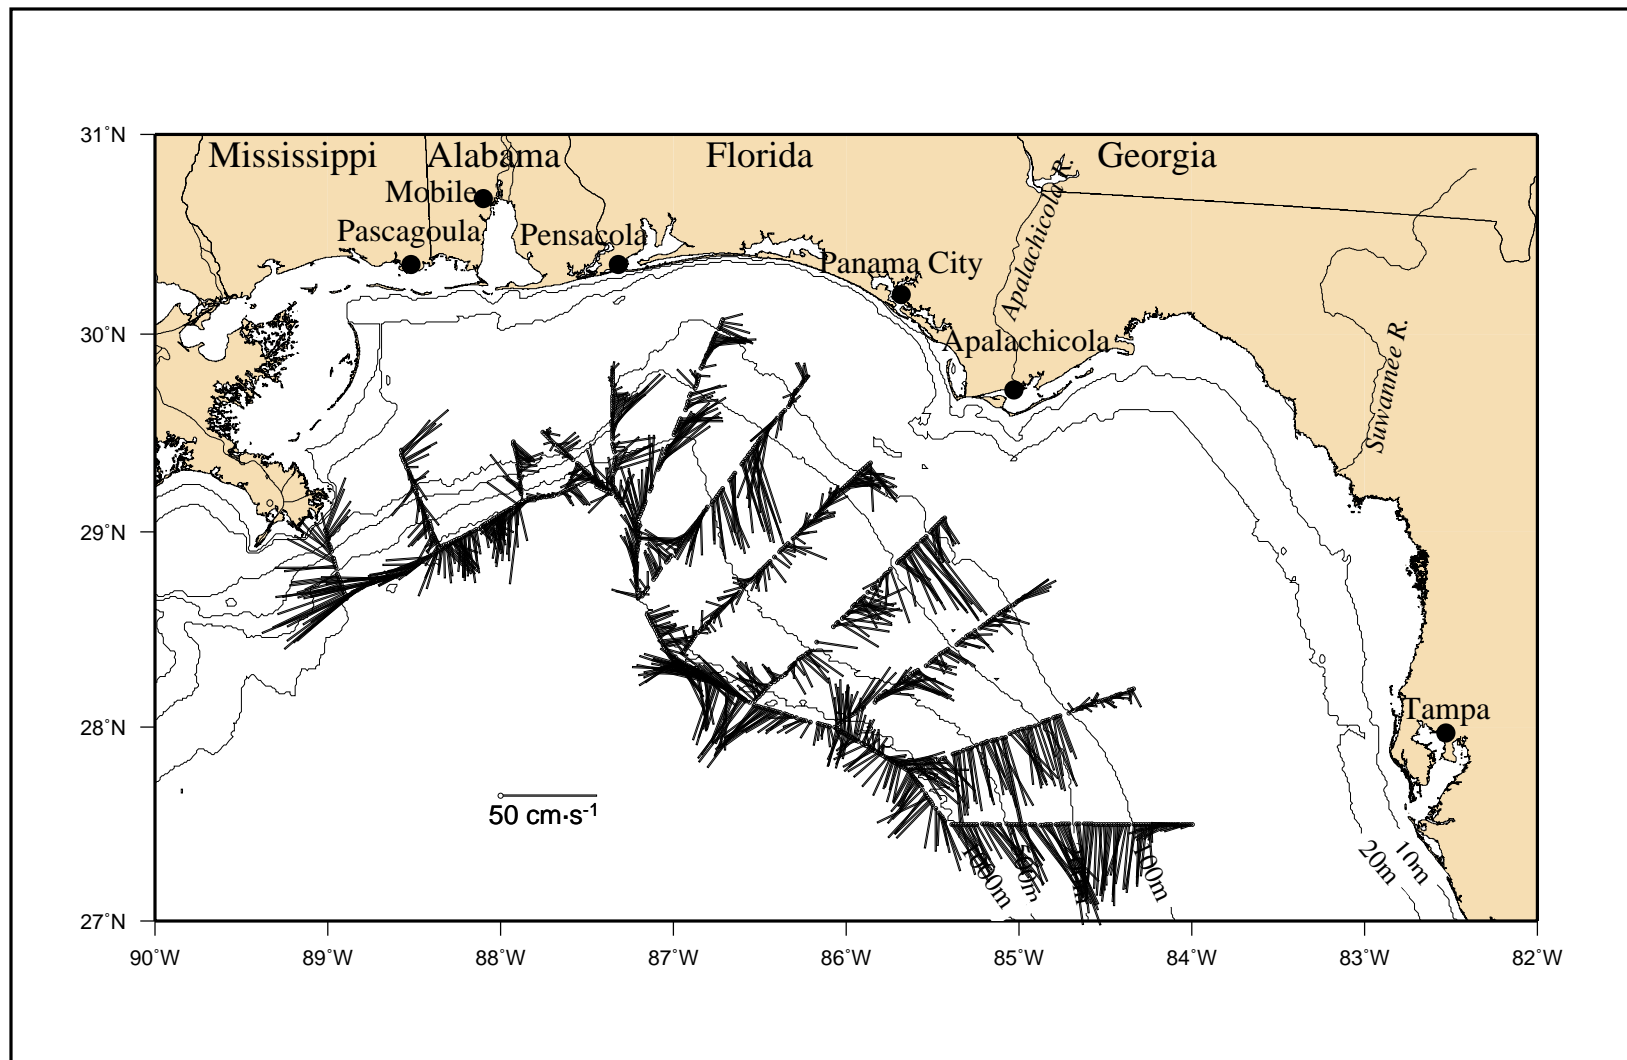 31°N
Mississippi
Alabama
Florida
Georgia
Mobile
Apalachicola R.
Pascagoula
Pensacola
Panama City
30°N
Apalachicola
Suwannee R.
29°N
28°N
Tampa
50 cm·s-1
1000m
100m
20m
10m
27°N
90°W
89°W
88°W
87°W
86°W
85°W
84°W
83°W
82°W